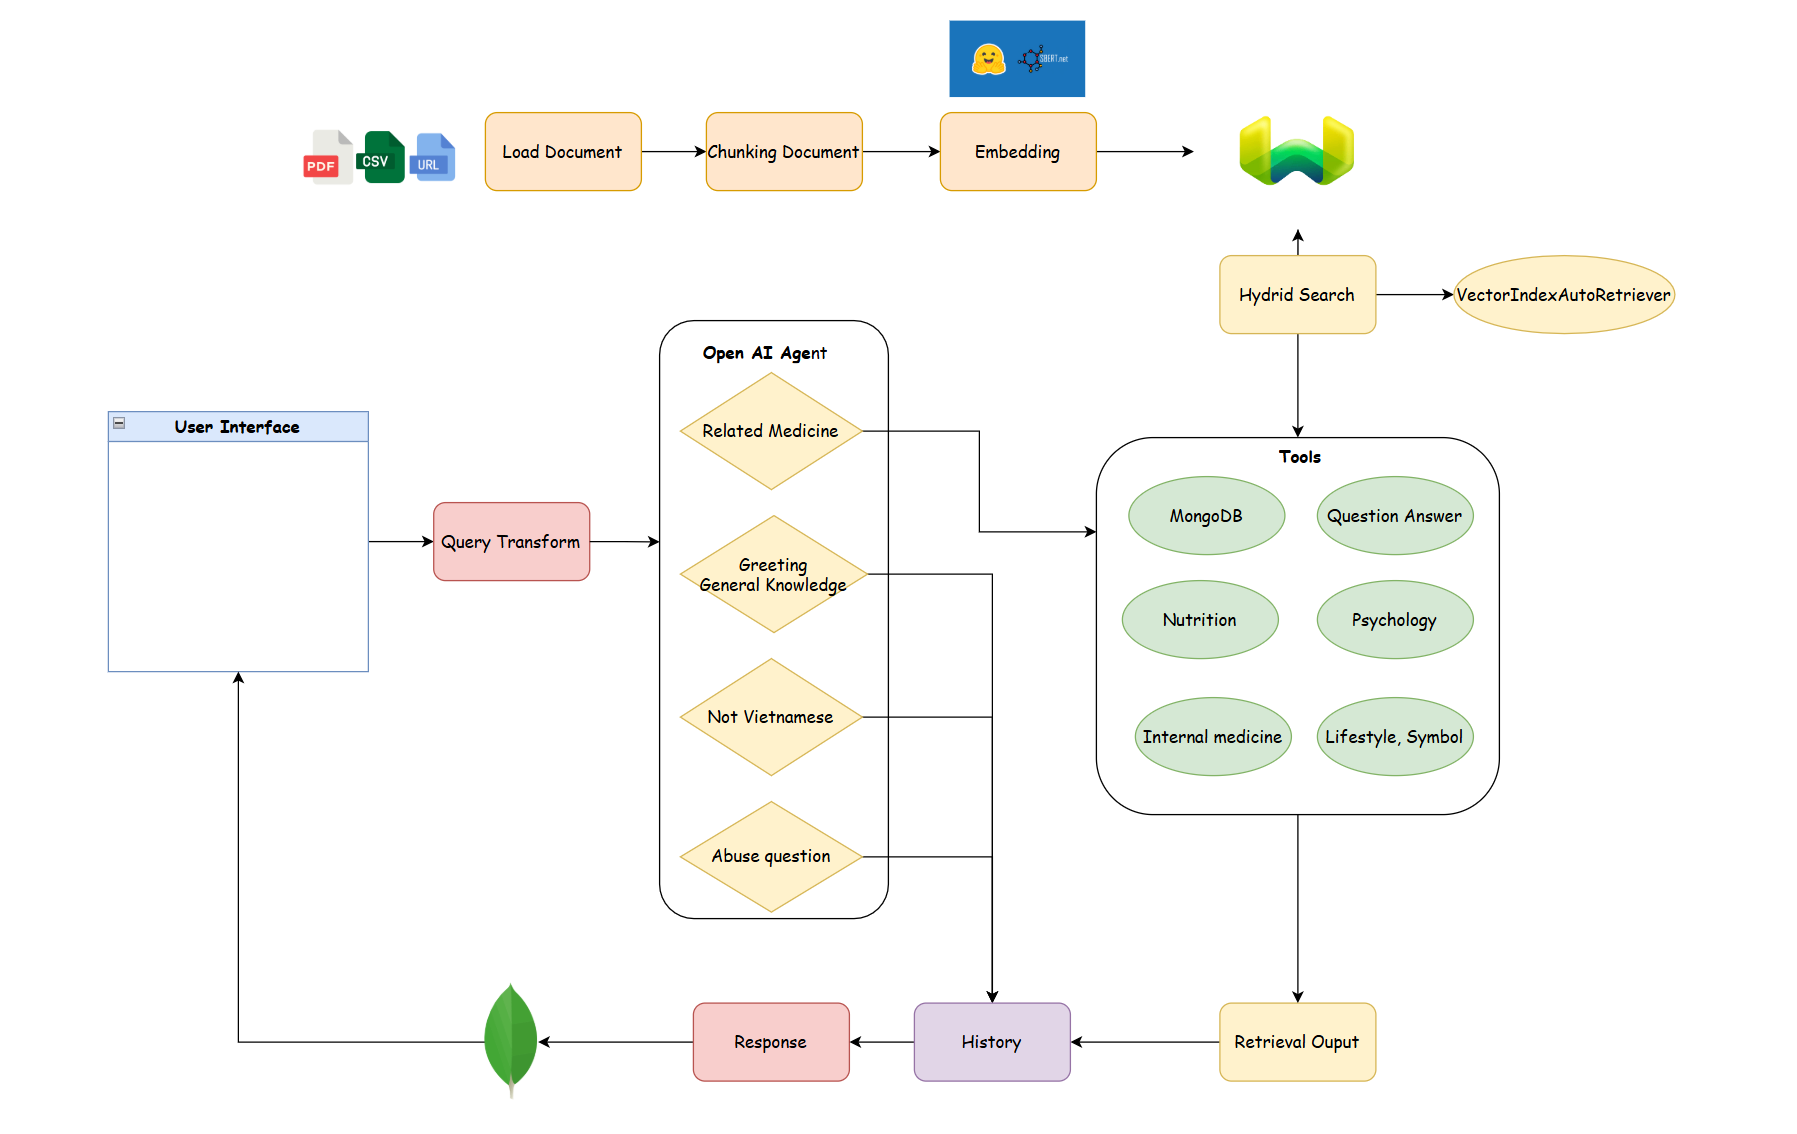 SBERT.net
PDF
CSV
URL
Load Document
Chunking Document
Embedding
Hydrid Search
VectorIndexAutoRetriever
Open AI Agent
Related Medicine
Greeting
General Knowledge
Not Vietnamese
Abuse question
User Interface
Query Transform
Tools
MongoDB
Question Answer
Nutrition
Psychology
Internal medicine
Lifestyle, Symbol
Response
History
Retrieval Ouput